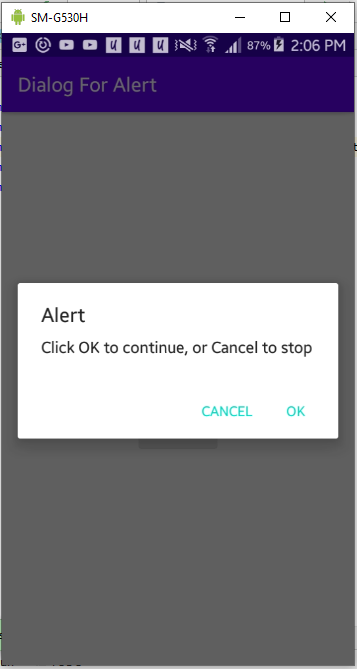 SM-G530H
G+ 87% 2:06 PM
Dialog For Alert
Alert
Click OK to continue, or Cancel to stop
CANCEL OK